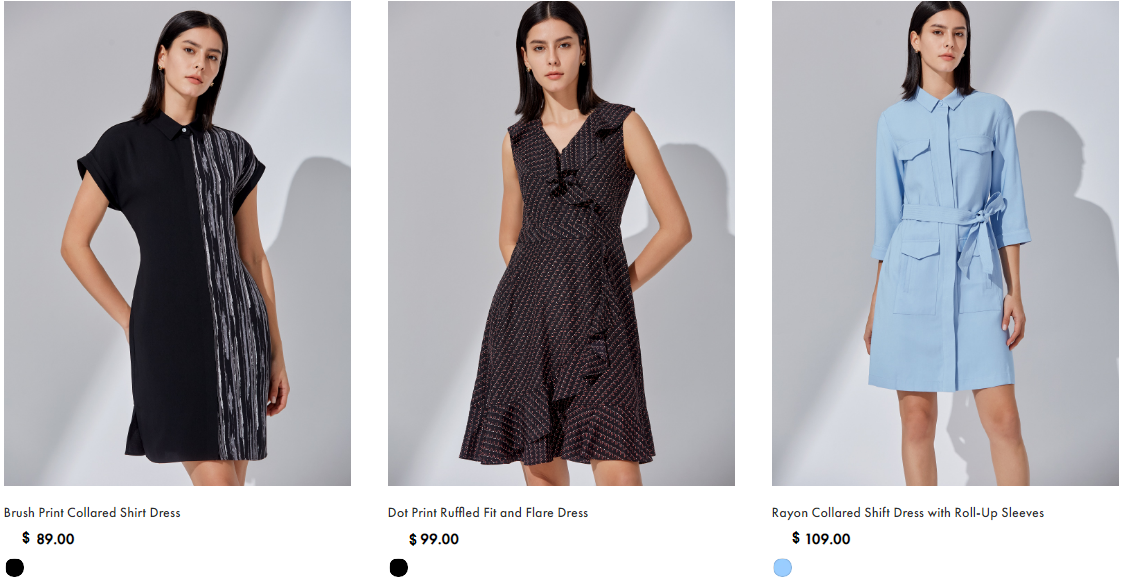 Brush Print Collared Shirt Dress
$ 89.00
Dot Print Ruffled Fit and Flare Dress
$ 99.00
Rayon Collared Shift Dress with Roll-Up Sleeves
$ 109.00